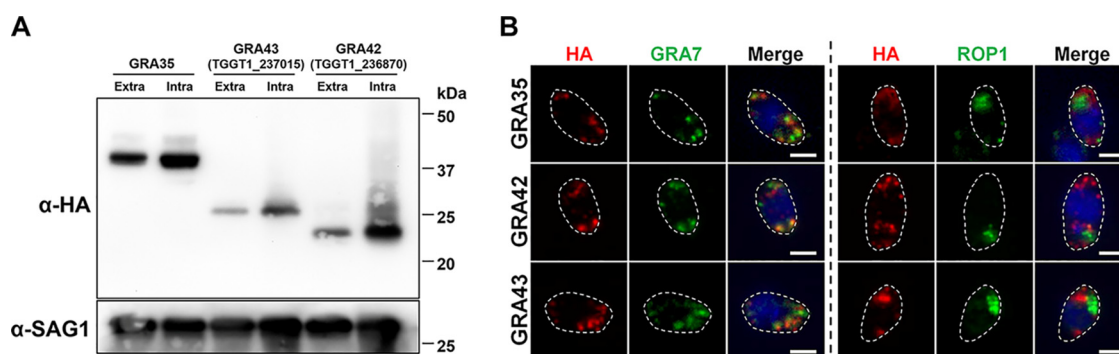 A
GRA35
GRA43
(TGGT1_237015)
GRA42
(TGGT1_236870)
Extra Intra Extra Intra Extra Intra
kDa
50
37
25
20
α-HA
α-SAG1
25
B
HA GRA7 Merge HA ROP1 Merge
GRA35
GRA42
GRA43